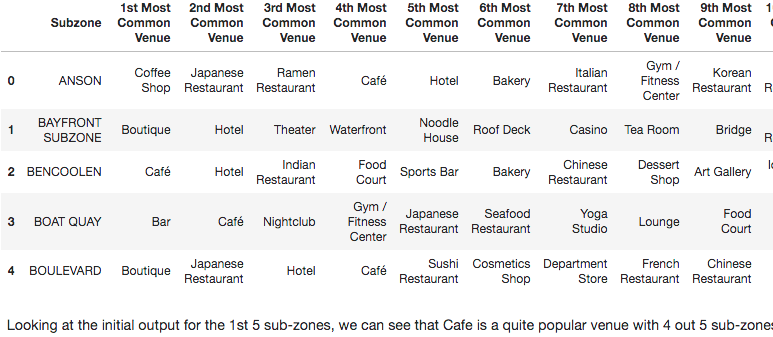 Subzone 1st Most Common Venue 2nd Most Common Venue 3rd Most Common Venue 4th Most Common Venue 5th Most Common Venue 6th Most Common Venue 7th Most Common Venue 8th Most Common Venue 9th Most Common Venue
0 ANSON Coffee Shop Japanese Restaurant Ramen Restaurant Café Hotel Bakery Italian Restaurant Gym / Fitness Center Korean Restaurant
1 BAYFRONT SUBZONE Boutique Hotel Theater Waterfront Noodle House Roof Deck Casino Tea Room Bridge
2 BENCOOLEN Café Hotel Indian Restaurant Food Court Sports Bar Bakery Chinese Restaurant Dessert Shop Art Gallery
3 BOAT QUAY Bar Café Nightclub Gym / Fitness Center Japanese Restaurant Seafood Restaurant Yoga Studio Lounge Food Court
4 BOULEVARD Boutique Japanese Restaurant Hotel Café Sushi Restaurant Cosmetics Shop Department Store French Restaurant Chinese Restaurant
Looking at the initial output for the 1st 5 sub-zones, we can see that Cafe is a quite popular venue with 4 out 5 sub-zones